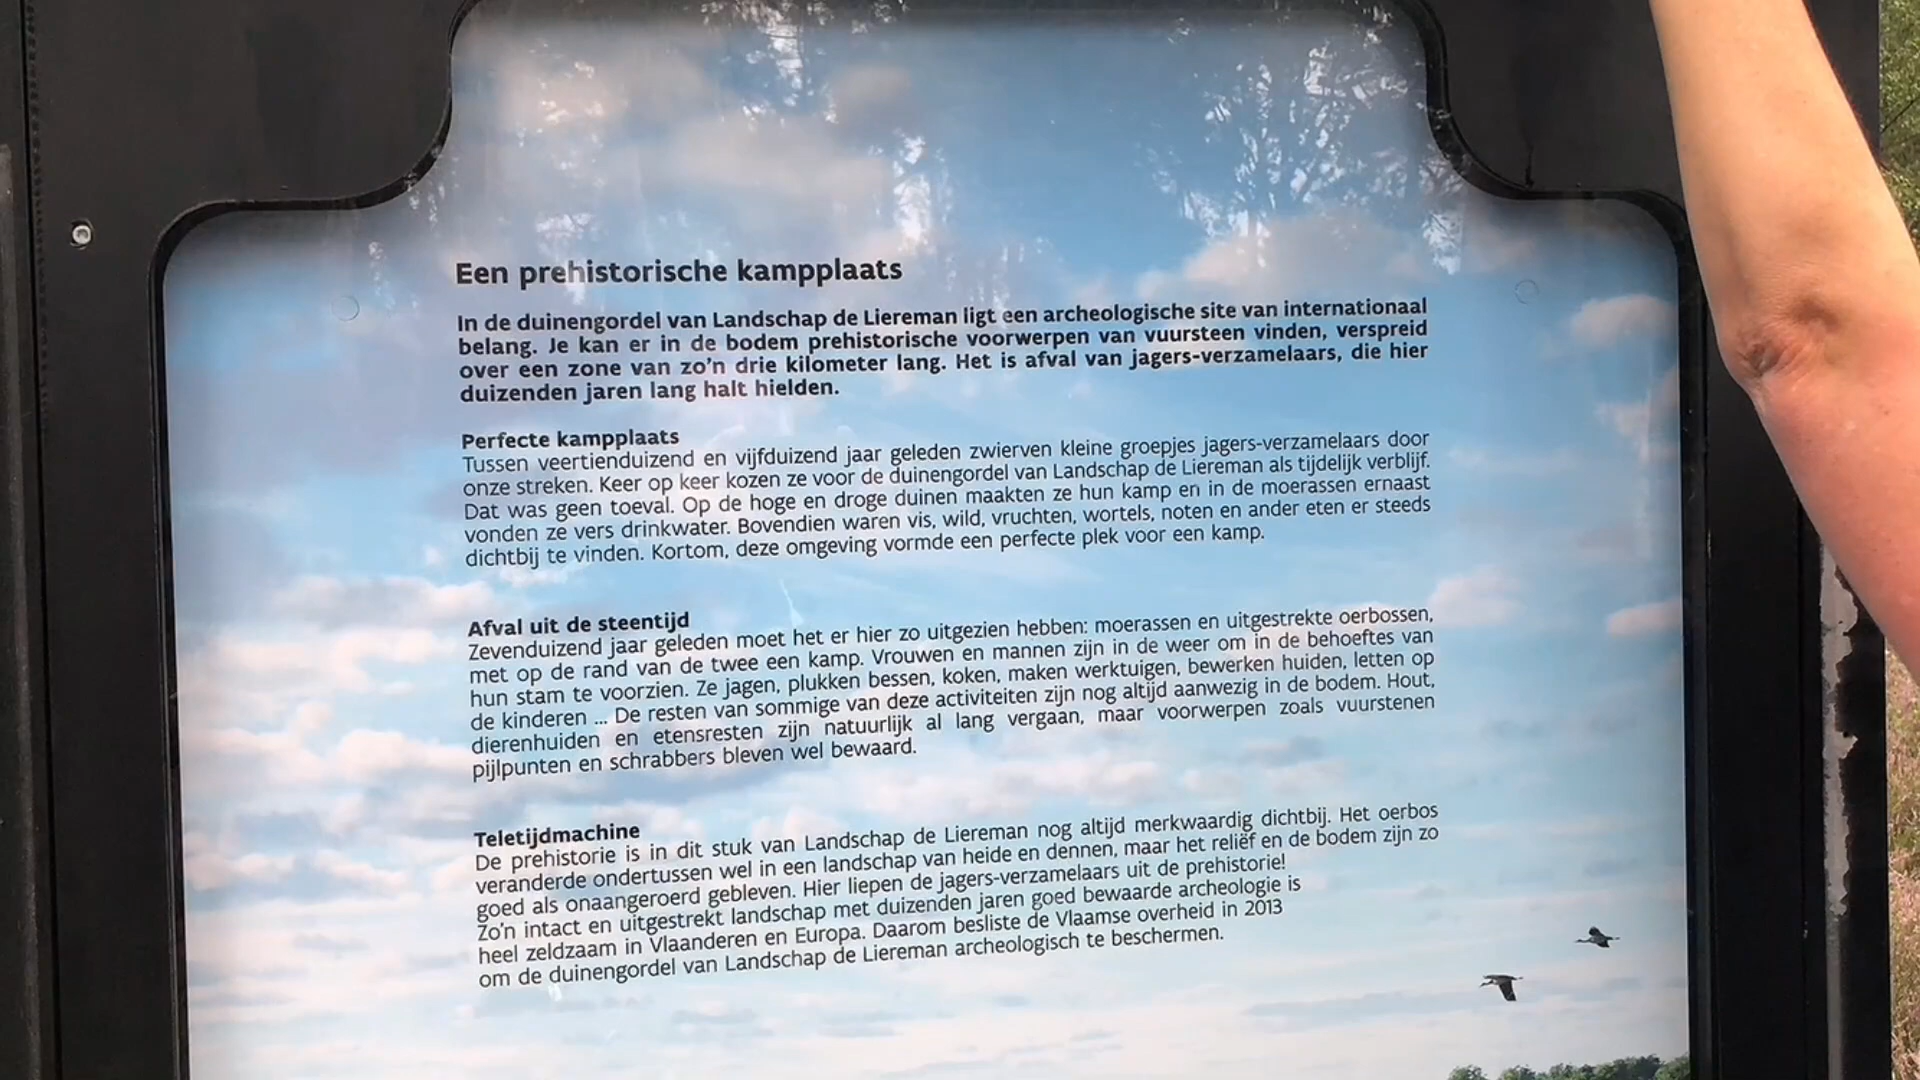 Een prehistorische kampplaats
In de duinengordel van Landschap de Liereman ligt een archeologische site van internationaal
belang. Je kan er in de bodem prehistorische voorwerpen van vuursteen vinden, verspreid
over een zone van zo'n drie kilometer lang. Het is afval van jagers-verzamelaars, die hier
duizenden jaren lang halt hielden.
Perfecte kampplaats
Tussen veertienduizend en vijfduizend jaar geleden zwierven kleine groepjes jagers-verzamelaars door
onze streken. Keer op keer kozen ze voor de duinengordel van Landschap de Liereman als tijdelijk verblijf.
Dat was geen toeval. Op de hoge en droge duinen maakten ze hun kamp en in de moerassen ernaast
vonden ze vers drinkwater. Bovendien waren vis, wild, vruchten, wortels, noten en ander eten er steeds
dichtbij te vinden. Kortom, deze omgeving vormde een perfecte plek voor een kamp.
Afval uit de steentijd
Zevenduizend jaar geleden moet het er hier zo uitgezien hebben: moerassen en uitgestrekte oerbossen,
met op de rand van de twee een kamp. Vrouwen en mannen zijn in de weer om in de behoeftes van
hun stam te voorzien. Ze jagen, plukken bessen, koken, maken werktuigen, bewerken huiden, letten op
de kinderen ... De resten van sommige van deze activiteiten zijn nog altijd aanwezig in de bodem. Hout,
dierenhuiden en etensresten zijn natuurlijk al lang vergaan, maar voorwerpen zoals vuurstenen
pijlpunten en schrabbers bleven wel bewaard.
Teletijdmachine
De prehistorie is in dit stuk van Landschap de Liereman nog altijd merkwaardig dichtbij. Het oerbos
veranderde ondertussen wel in een landschap van heide en dennen, maar het reliëf en de bodem zijn zo
goed als onaangeroerd gebleven. Hier liepen de jagers-verzamelaars uit de prehistorie!
Zo'n intact en uitgestrekt landschap met duizenden jaren goed bewaarde archeologie is
heel zeldzaam in Vlaanderen en Europa. Daarom besliste de Vlaamse overheid in 2013
om de duinengordel van Landschap de Liereman archeologisch te beschermen.